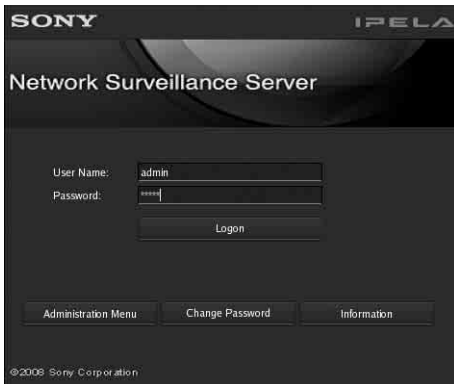 SONY IPELA
Network Surveillance Server
User Name: admin
Password: *****
Logon
Administration Menu Change Password Information
©2008 Sony Corporation